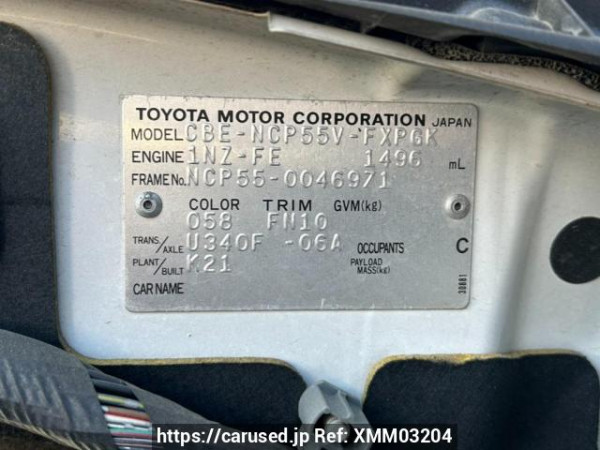 TOYOTA MOTOR CORPORATION JAPAN
MODEL CBE-NCP55V-FXPGK
ENGINE 1NZ-FE 1496 mL
FRAME No. NCP55-0046971
COLOR TRIM GVM(kg)
058 FM10
TRANS./AXLE U340F -06A OCCUPANTS C
PLANT/BUILT K21 PAYLOAD MASS(kg)
CAR NAME
30881
https://carused.jp Ref: XMM03204